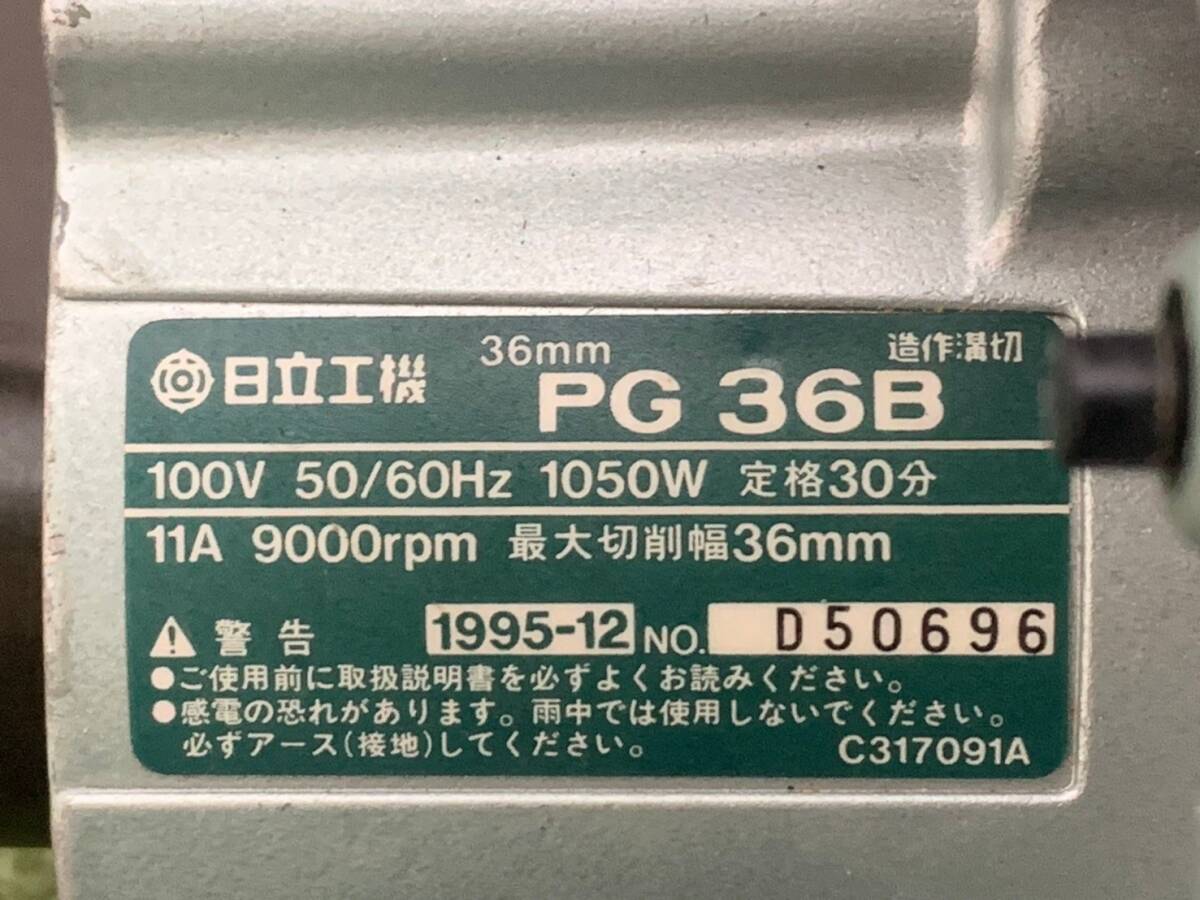 日立工機 36mm PG 36B 造作溝切
100V 50/60Hz 1050W 定格30分
11A 9000rpm 最大切削幅36mm
警告 1995-12 NO. D50696
●ご使用前に取扱説明書を必ずよくお読みください。
●感電の恐れがあります。雨中では使用しないでください。
必ずアース(接地)してください。 C317091A